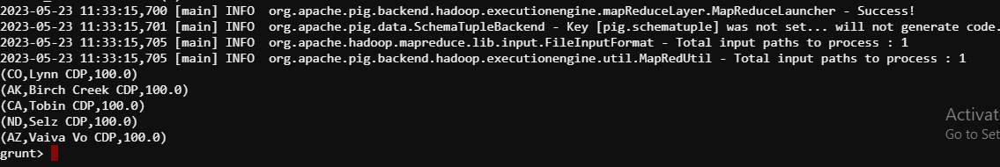 2023-05-23 11:33:15,700 [main] INFO  org.apache.pig.backend.hadoop.executionengine.mapReduceLayer.MapReduceLauncher - Success!
2023-05-23 11:33:15,701 [main] INFO  org.apache.pig.data.SchemaTupleBackend - Key [pig.schematuple] was not set... will not generate code.
2023-05-23 11:33:15,705 [main] INFO  org.apache.hadoop.mapreduce.lib.input.FileInputFormat - Total input paths to process : 1
2023-05-23 11:33:15,705 [main] INFO  org.apache.pig.backend.hadoop.executionengine.util.MapRedUtil - Total input paths to process : 1
(CO,Lynn CDP,100.0)
(AK,Birch Creek CDP,100.0)
(CA,Tobin CDP,100.0)
(ND,Selz CDP,100.0)
(AZ,Vaiva Vo CDP,100.0)
grunt>
Activat
Go to Set